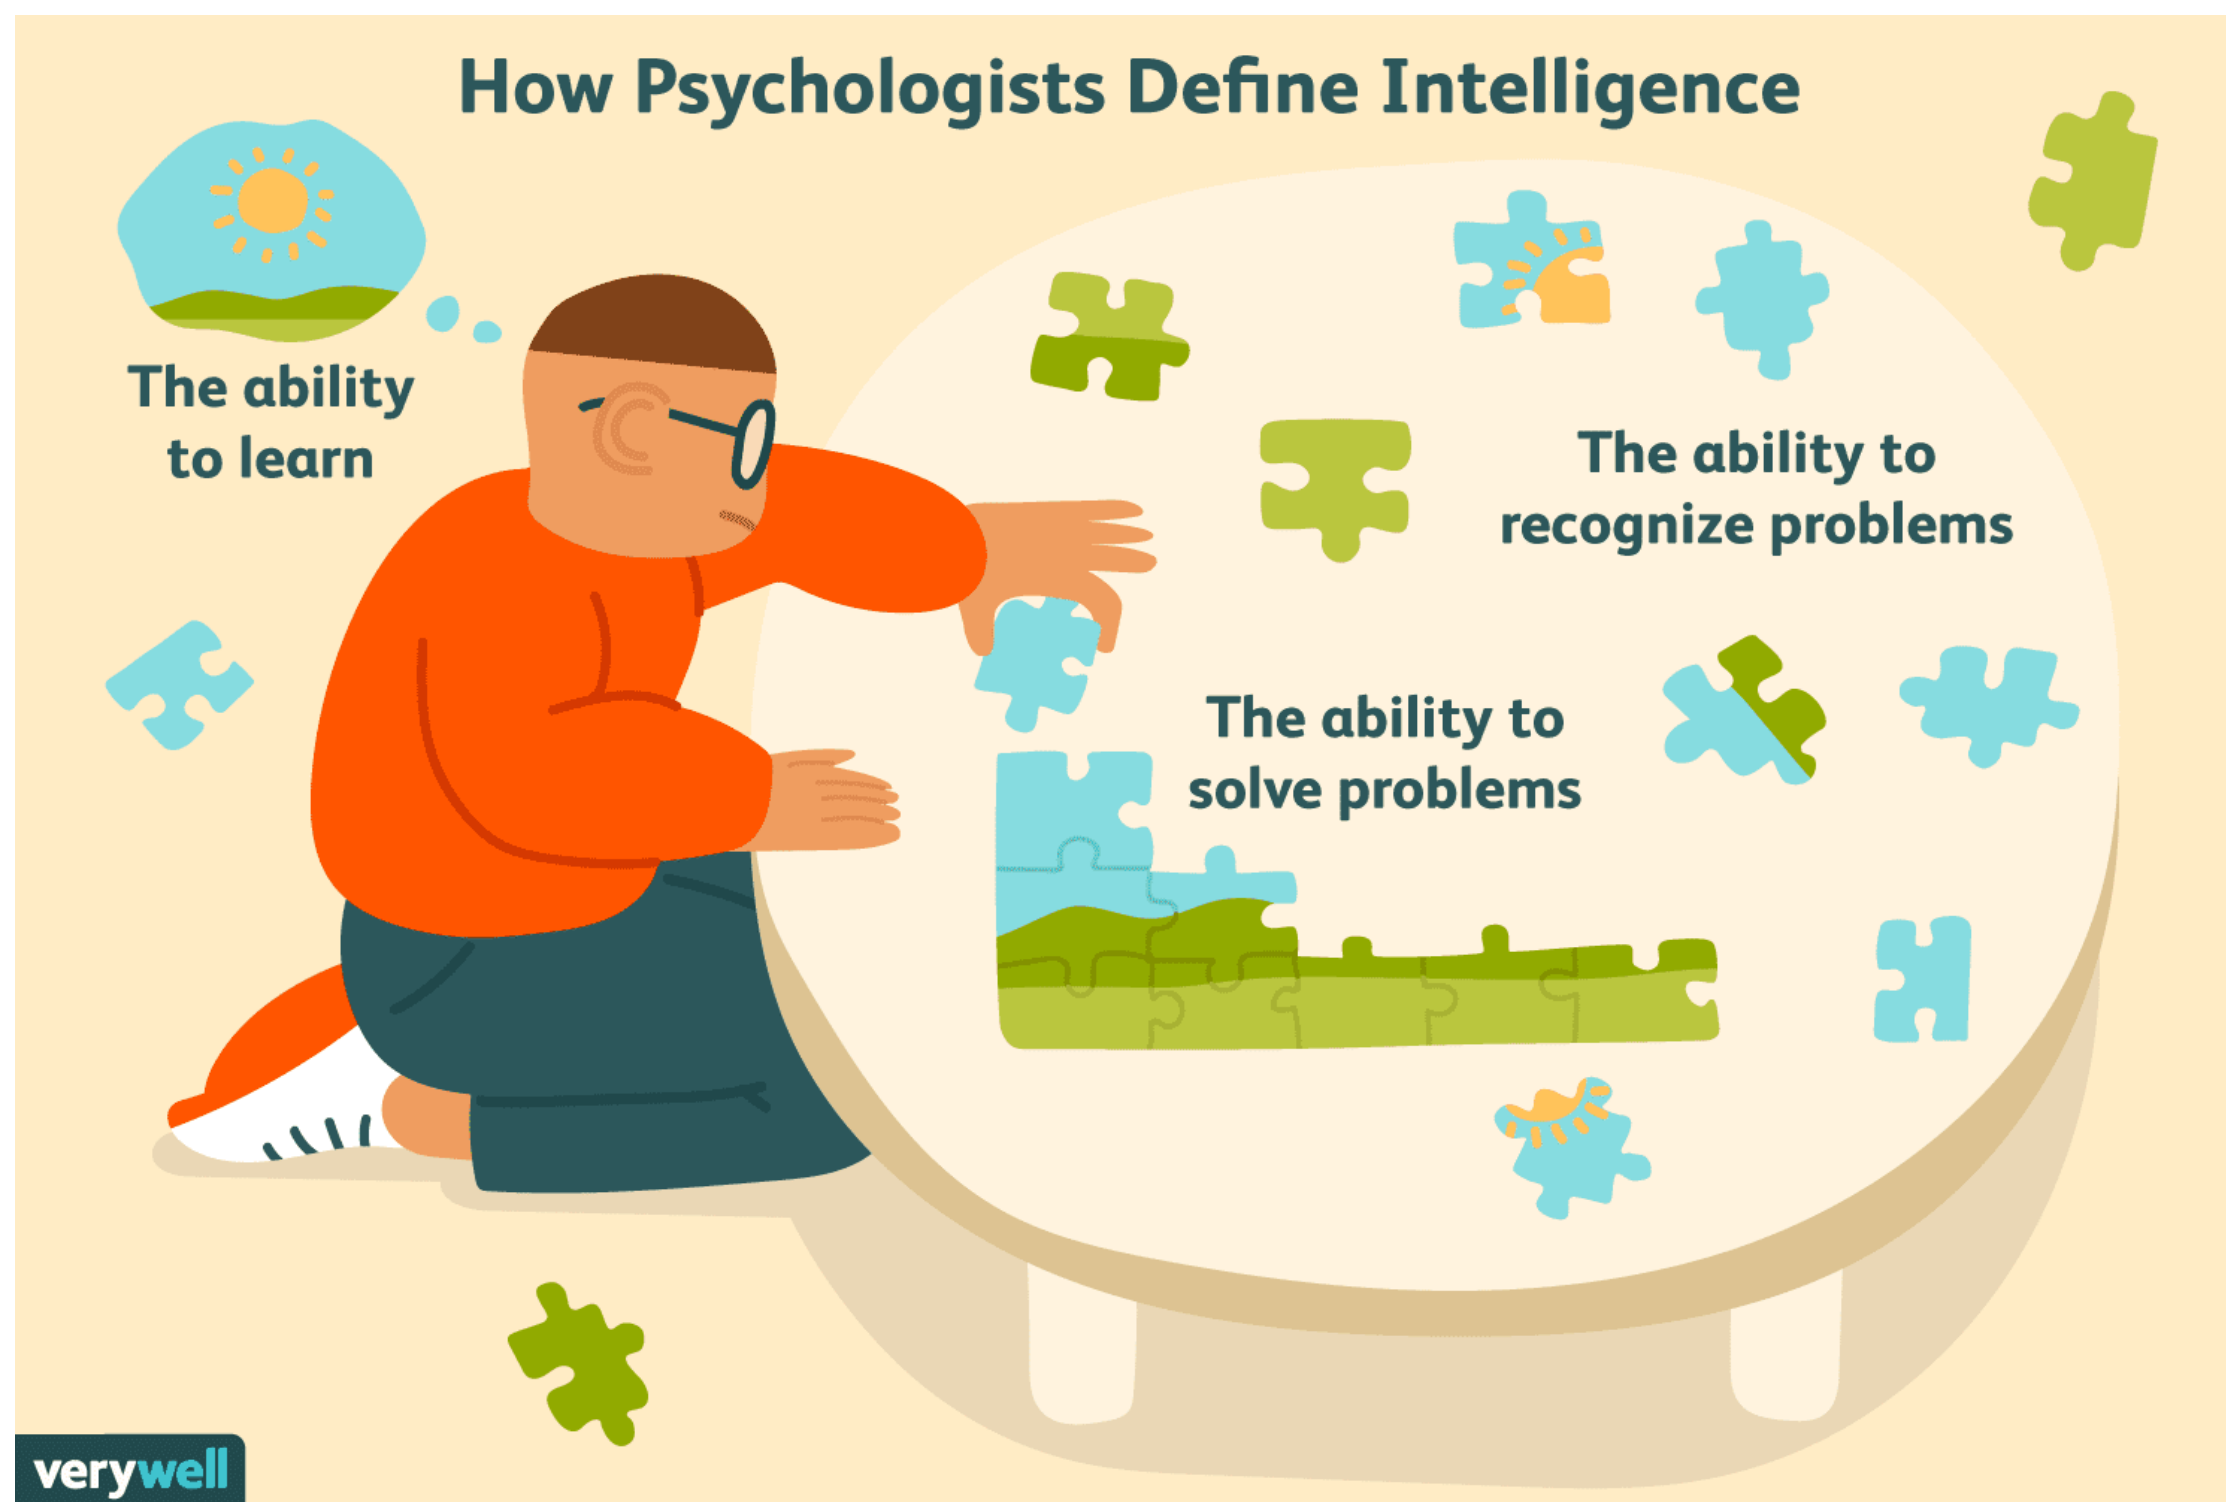 How Psychologists Define Intelligence
The ability
to learn
The ability to
recognize problems
The ability to
solve problems
verywell